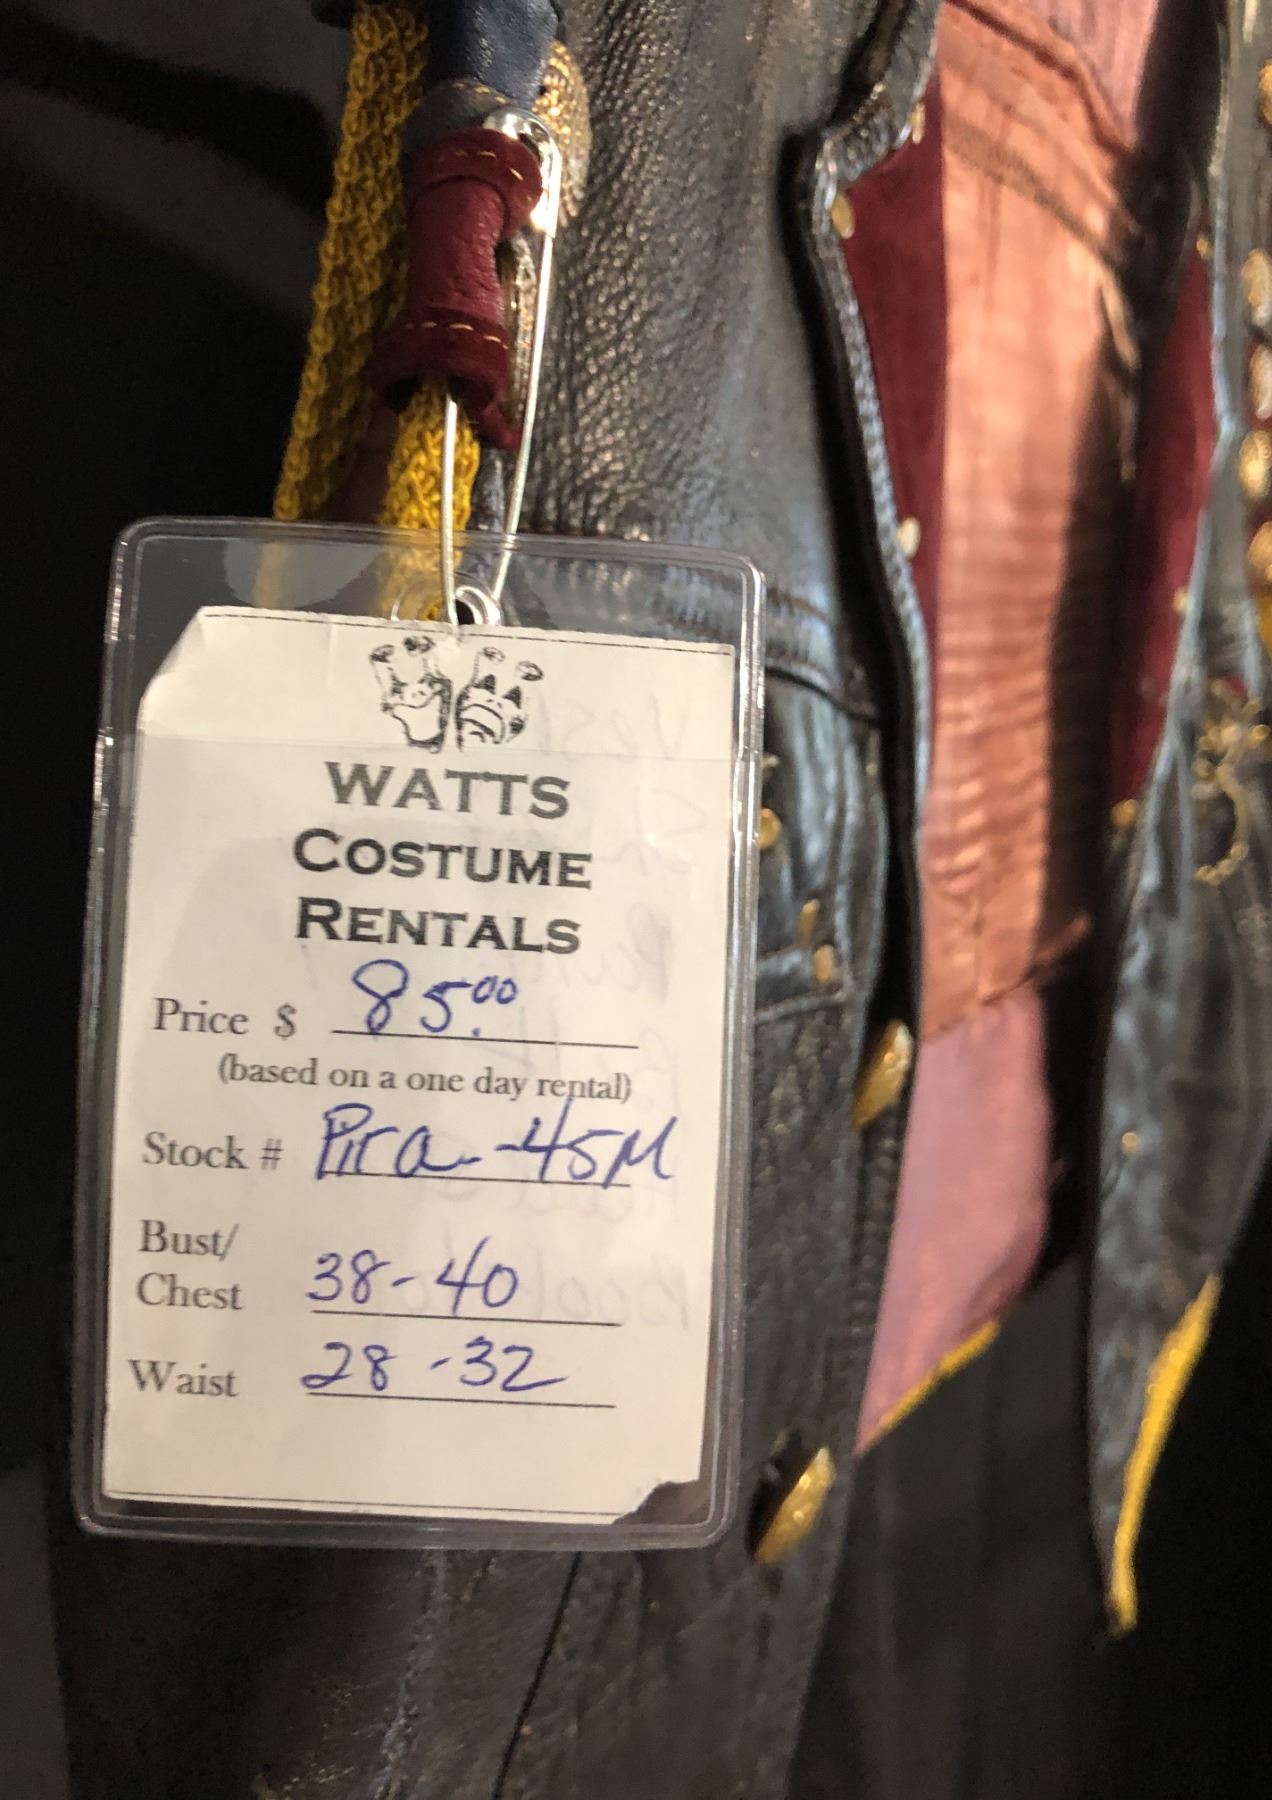 WATTS
COSTUME
RENTALS
Price $ 85.00
(based on a one day rental)
Stock # Pira-45M
Bust/
Chest 38-40
Waist 28-32